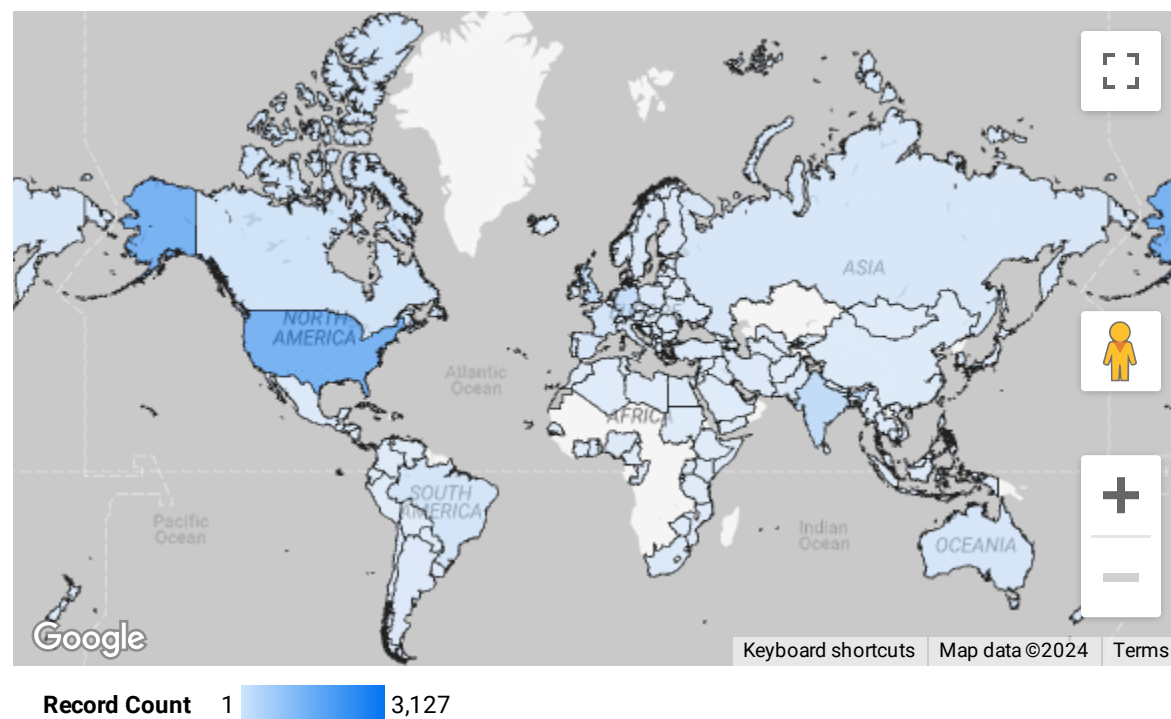 ASIA
NORTH
AMERICA
Atlantic
Ocean
AFRICA
SOUTH
AMERICA
Pacific
Ocean
Indian
Ocean
OCEANIA
Google
Keyboard shortcuts
Map data ©2024
Terms
Record Count 1 3,127